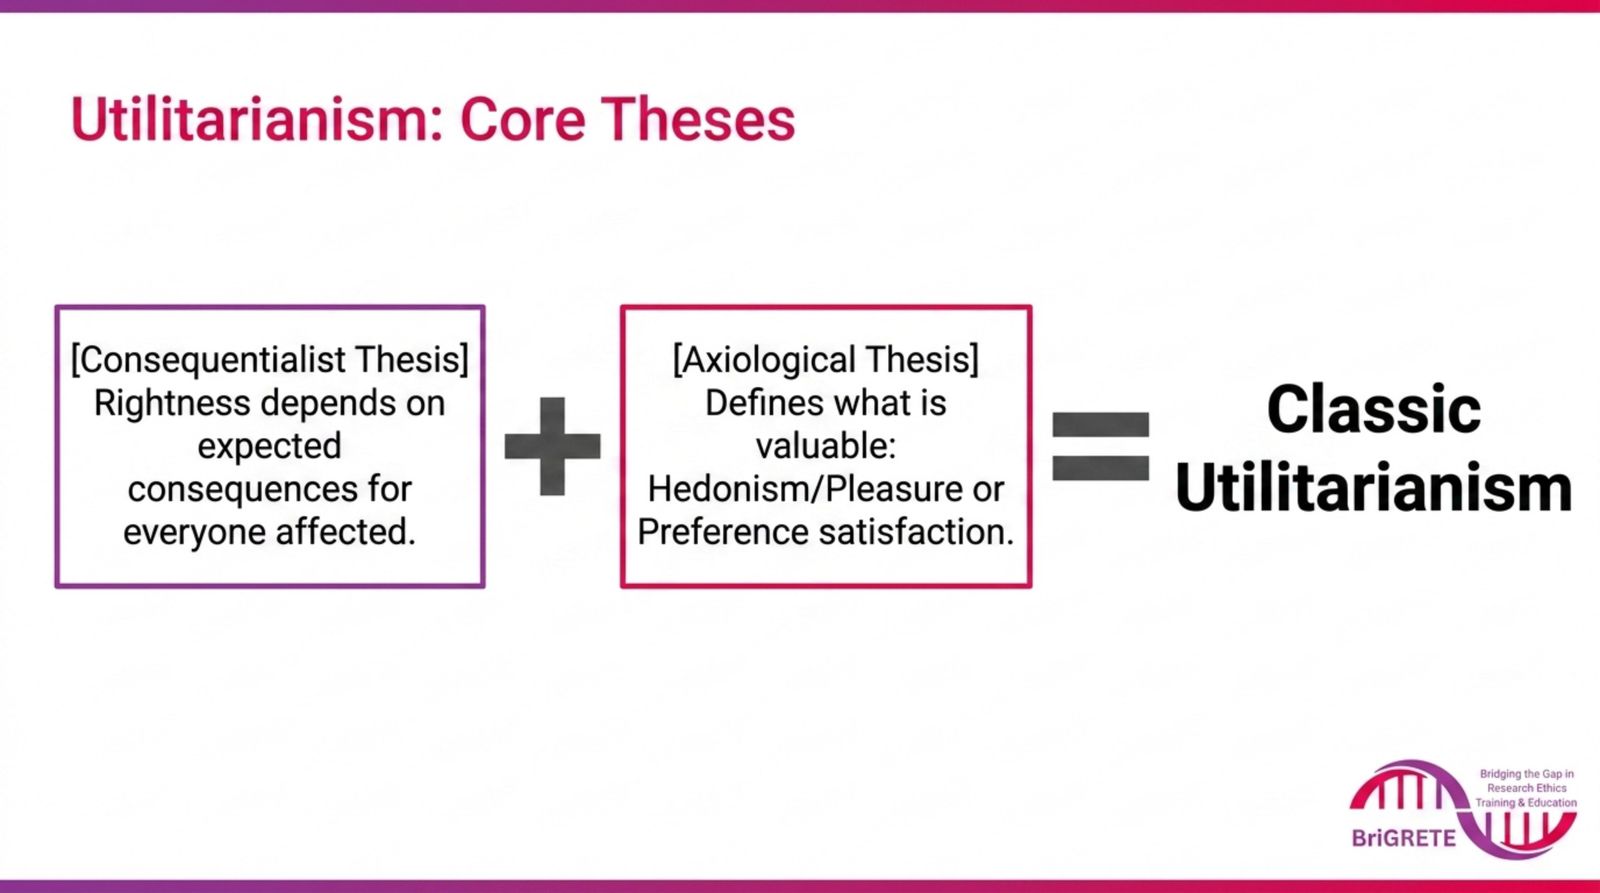 Utilitarianism: Core Theses
[Consequentialist Thesis]
Rightness depends on
expected
consequences for
everyone affected.
[Axiological Thesis]
Defines what is
valuable:
Hedonism/Pleasure or
Preference satisfaction.
Classic
Utilitarianism
Bridging the Gap in
Research Ethics
Training & Education
BriGRETE